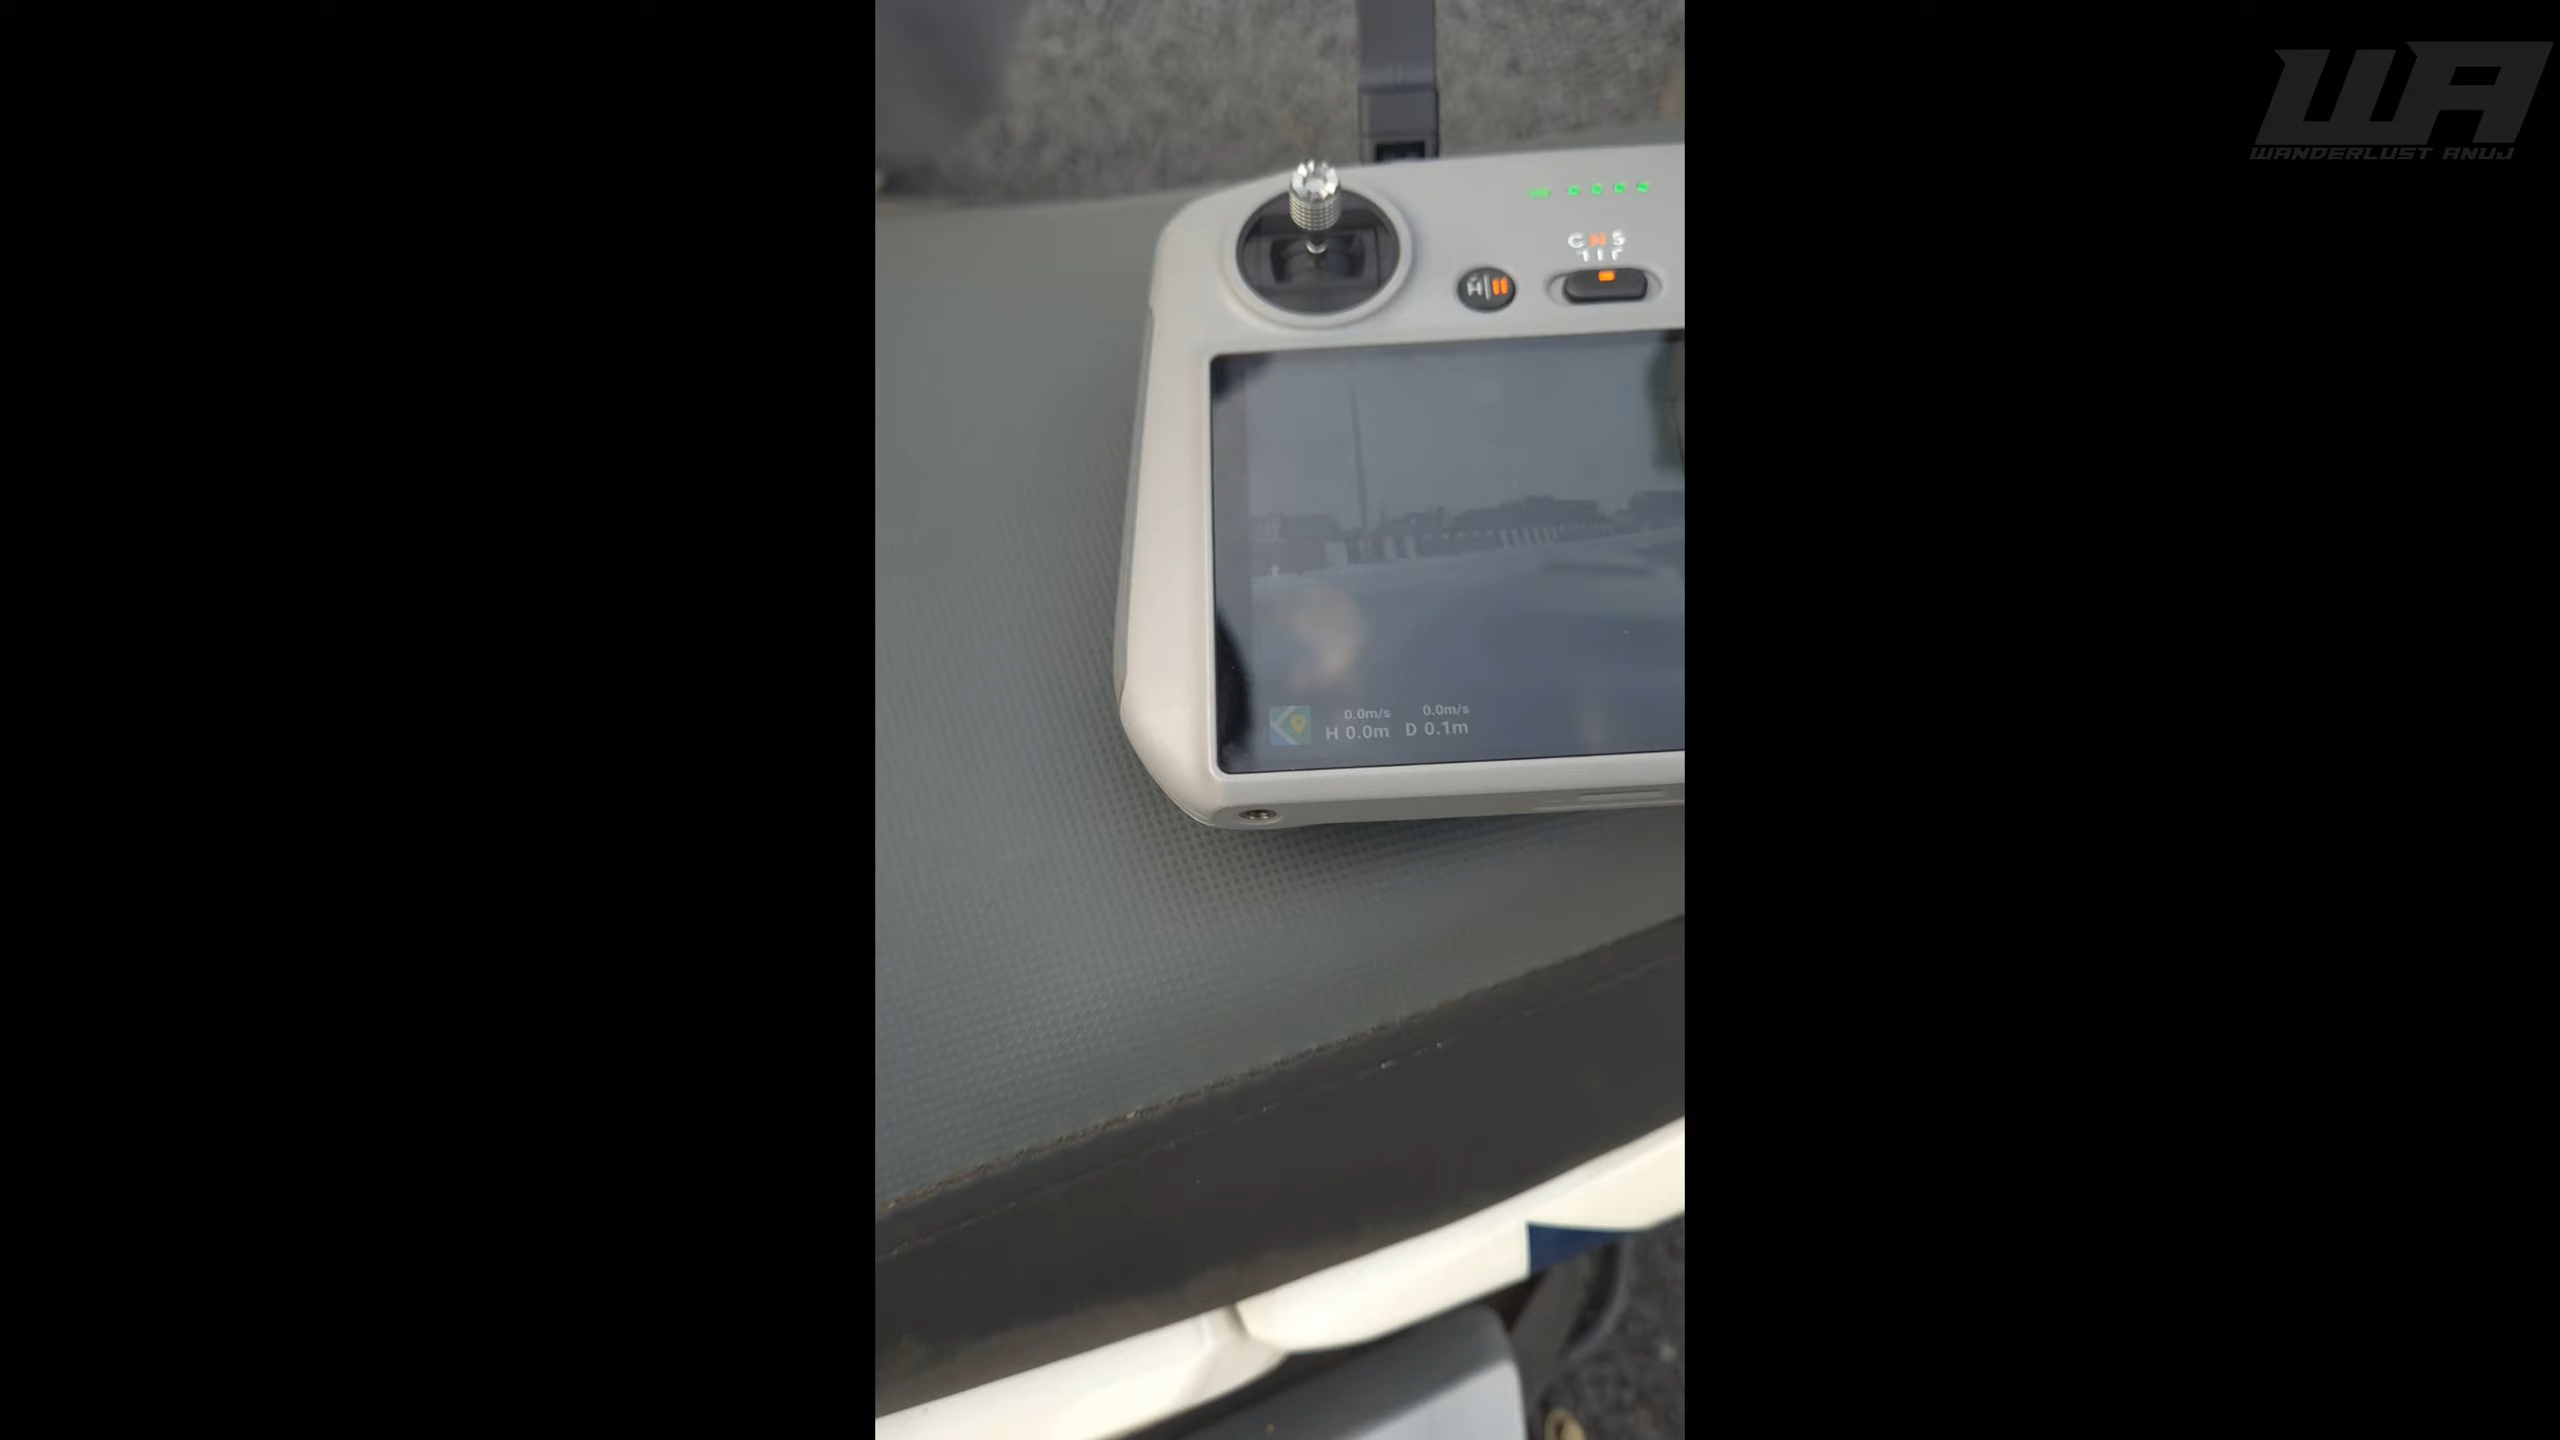 WA
WANDERLUST ANUJ
C N S
0.0m/s 0.0m/s
H 0.0m D 0.1m